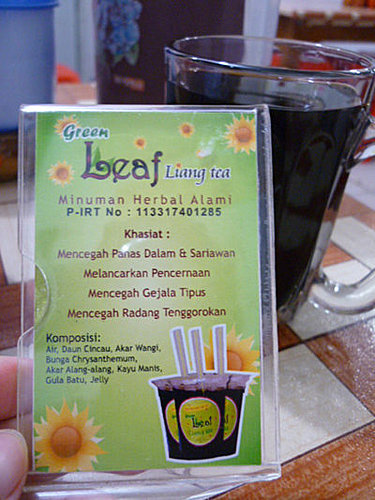 Green
Leaf Liang tea
Minuman Herbal Alami
P-IRT No : 113317401285
Khasiat :
Mencegah Panas Dalam & Sariawan
Melancarkan Pencernaan
Mencegah Gejala Tipus
Mencegah Radang Tenggorokan
Komposisi:
Air, Daun Cincau, Akar Wangi,
Bunga Chrysanthemum,
Akar Alang-alang, Kayu Manis,
Gula Batu, Jelly
Leaf